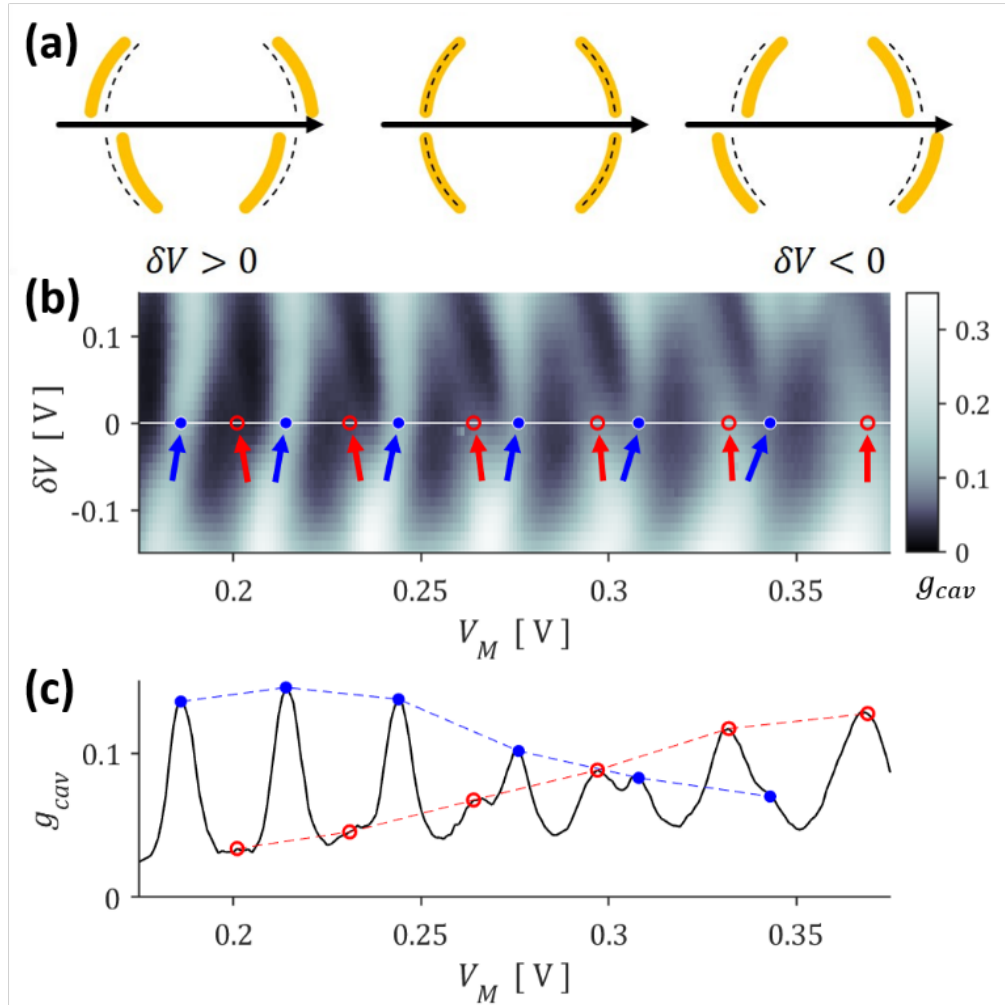 (a)
δV > 0
δV < 0
(b)
δV [ V ]
0.1
0
-0.1
0.2
0.25
0.3
0.35
V_M [ V ]
0.3
0.2
0.1
0
g_cav
(c)
g_cav
0.1
0
0.2
0.25
0.3
0.35
V_M [ V ]